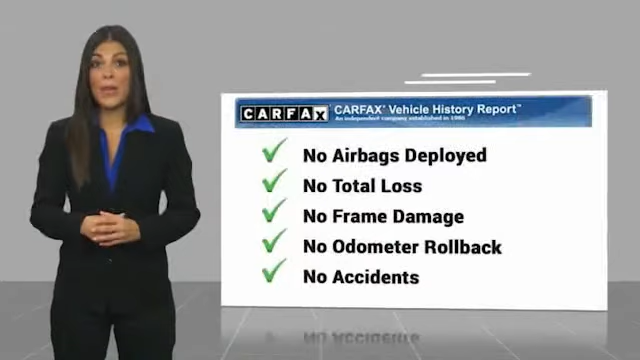 CARFAX CARFAX® Vehicle History Report™
An independent company established in 1986
No Airbags Deployed
No Total Loss
No Frame Damage
No Odometer Rollback
No Accidents